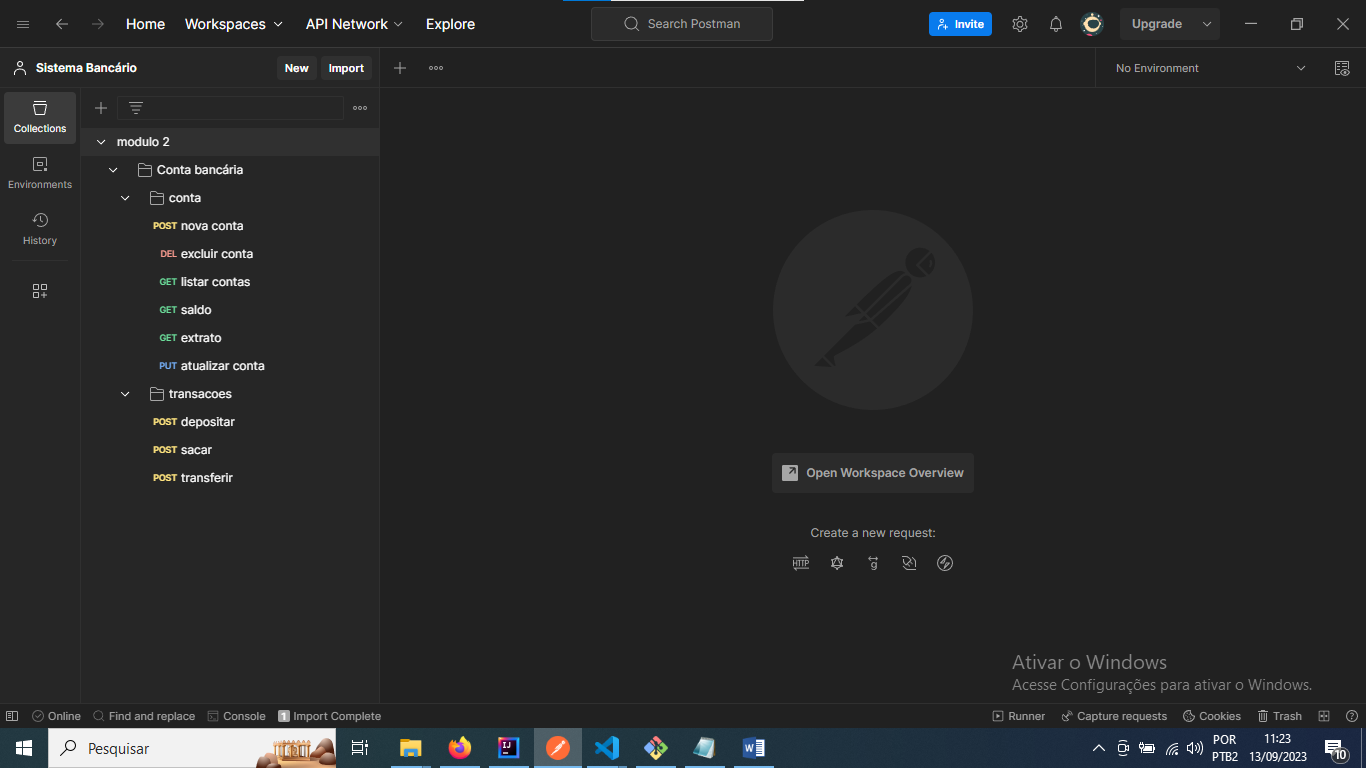 Home Workspaces API Network Explore Search Postman Invite Upgrade
Sistema Bancário New Import No Environment
Collections
Environments
History
modulo 2
Conta bancária
conta
POST nova conta
DEL excluir conta
GET listar contas
GET saldo
GET extrato
PUT atualizar conta
transacoes
POST depositar
POST sacar
POST transferir
Open Workspace Overview
Create a new request:
HTTP g
Ativar o Windows
Acesse Configurações para ativar o Windows.
Online Find and replace Console 1 Import Complete Runner Capture requests Cookies Trash
Pesquisar
IJ
W
POR
PTB2
11:23
13/09/2023
10